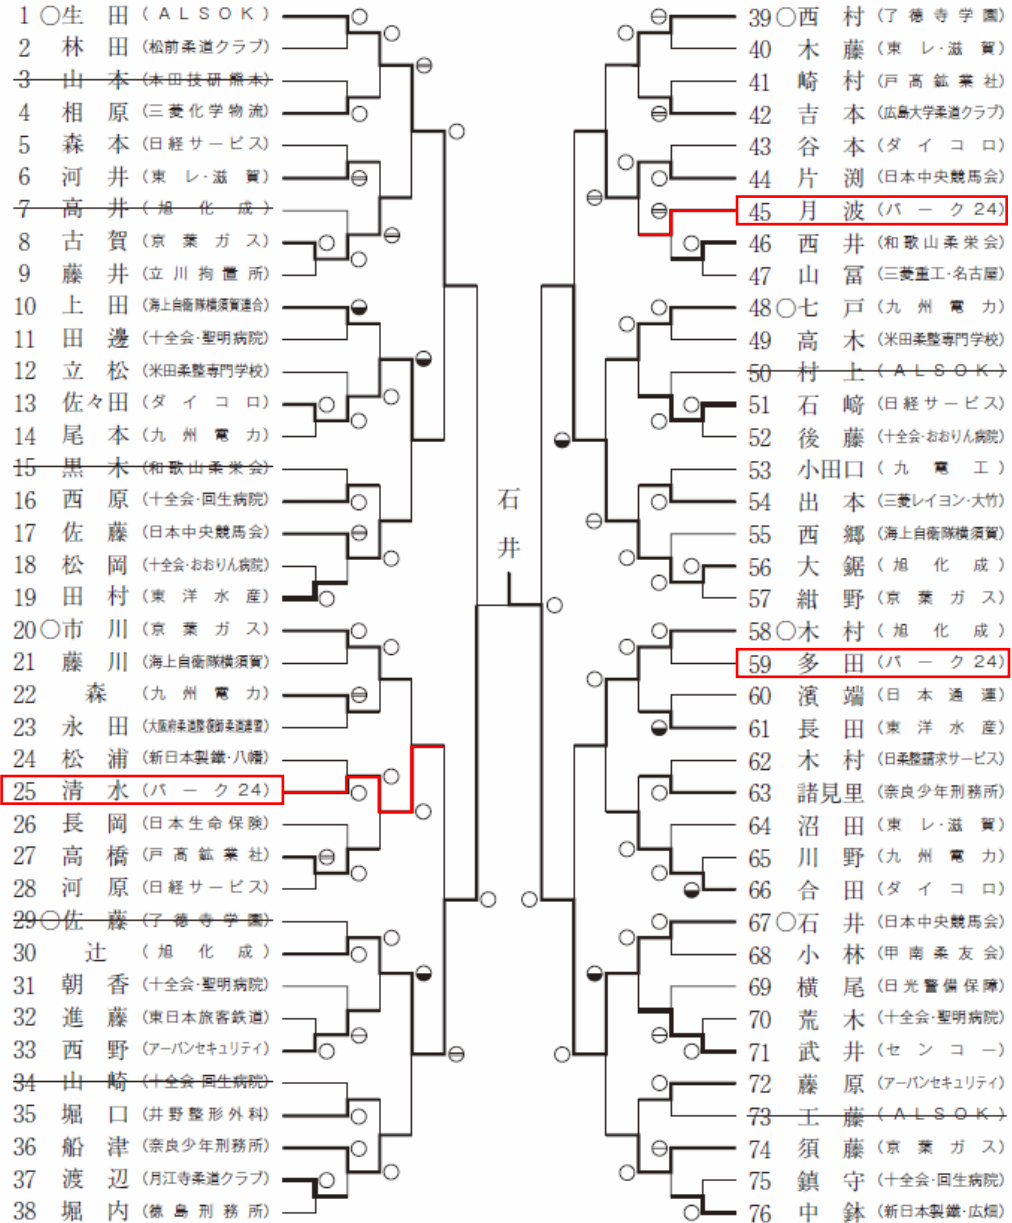 1 ○生田 (ALSOK)
2 林田 (松前柔道クラブ)
3 山本 (本田技研熊本)
4 相原 (三菱化学物流)
5 森本 (日経サービス)
6 河井 (東レ・滋賀)
7 高井 (旭化成)
8 古賀 (京葉ガス)
9 藤井 (立川拘置所)
10 上田 (海上自衛隊横須賀連合)
11 田邊 (十全会・聖明病院)
12 立松 (米田柔整専門学校)
13 佐々田 (ダイコロ)
14 尾本 (九州電力)
15 黒木 (和歌山柔栄会)
16 西原 (十全会・回生病院)
17 佐藤 (日本中央競馬会)
18 松岡 (十全会・おおりん病院)
19 田村 (東洋水産)
20 ○市川 (京葉ガス)
21 藤川 (海上自衛隊横須賀)
22 森 (九州電力)
23 永田 (大阪府柔道整復師柔道連盟)
24 松浦 (新日本製鐵・八幡)
25 清水 (パーク24)
26 長岡 (日本生命保険)
27 高橋 (戸髙鉱業社)
28 河原 (日経サービス)
29 ○佐藤 (了徳寺学園)
30 辻 (旭化成)
31 朝香 (十全会・聖明病院)
32 進藤 (東日本旅客鉄道)
33 西野 (アーバンセキュリティ)
34 山崎 (十全会・回生病院)
35 堀口 (井野整形外科)
36 船津 (奈良少年刑務所)
37 渡辺 (月江寺柔道クラブ)
38 堀内 (徳島刑務所)
石井
39 ○西村 (了徳寺学園)
40 木藤 (東レ・滋賀)
41 崎村 (戸髙鉱業社)
42 吉本 (広島大学柔道クラブ)
43 谷本 (ダイコロ)
44 片渕 (日本中央競馬会)
45 月波 (パーク24)
46 西井 (和歌山柔栄会)
47 山冨 (三菱重工・名古屋)
48 ○七戸 (九州電力)
49 高木 (米田柔整専門学校)
50 村上 (ALSOK)
51 石﨑 (日経サービス)
52 後藤 (十全会・おおりん病院)
53 小田口 (九電工)
54 出本 (三菱レイヨン・大竹)
55 西郷 (海上自衛隊横須賀)
56 大鋸 (旭化成)
57 紺野 (京葉ガス)
58 ○木村 (旭化成)
59 多田 (パーク24)
60 濱端 (日本通運)
61 長田 (東洋水産)
62 木村 (日柔整請求サービス)
63 諸見里 (奈良少年刑務所)
64 沼田 (東レ・滋賀)
65 川野 (九州電力)
66 合田 (ダイコロ)
67 ○石井 (日本中央競馬会)
68 小林 (甲南柔友会)
69 横尾 (日光警備保障)
70 荒木 (十全会・聖明病院)
71 武井 (センコー)
72 藤原 (アーバンセキュリティ)
73 工藤 (ALSOK)
74 須藤 (京葉ガス)
75 鎮守 (十全会・回生病院)
76 中鉢 (新日本製鐵・広畑)